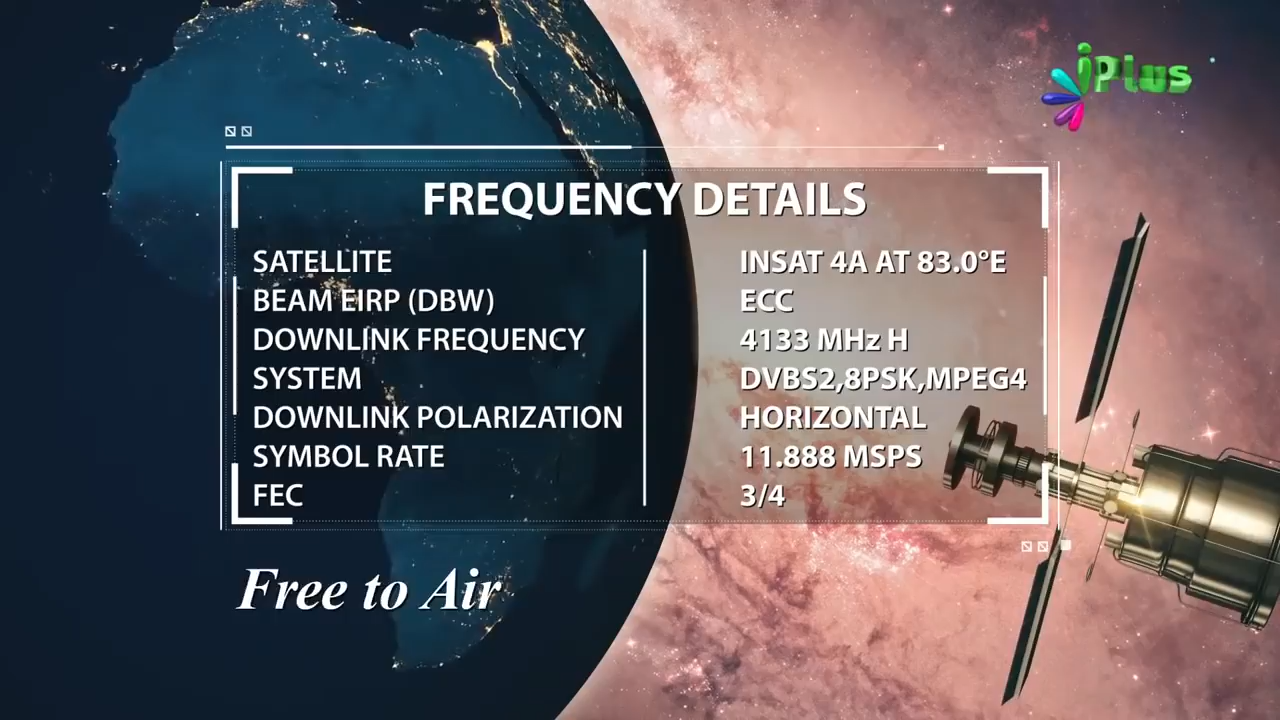 iPlus
FREQUENCY DETAILS
SATELLITE INSAT 4A AT 83.0°E
BEAM EIRP (DBW) ECC
DOWNLINK FREQUENCY 4133 MHz H
SYSTEM DVBS2,8PSK,MPEG4
DOWNLINK POLARIZATION HORIZONTAL
SYMBOL RATE 11.888 MSPS
FEC 3/4
Free to Air